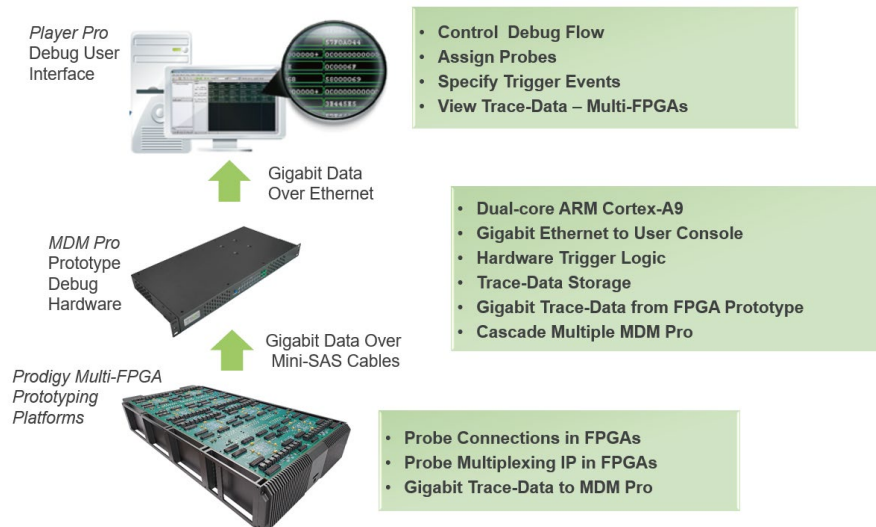 Player Pro
Debug User
Interface
• Control Debug Flow
• Assign Probes
• Specify Trigger Events
• View Trace-Data – Multi-FPGAs
Gigabit Data
Over Ethernet
MDM Pro
Prototype
Debug
Hardware
• Dual-core ARM Cortex-A9
• Gigabit Ethernet to User Console
• Hardware Trigger Logic
• Trace-Data Storage
• Gigabit Trace-Data from FPGA Prototype
• Cascade Multiple MDM Pro
Gigabit Data Over
Mini-SAS Cables
Prodigy Multi-FPGA
Prototyping
Platforms
• Probe Connections in FPGAs
• Probe Multiplexing IP in FPGAs
• Gigabit Trace-Data to MDM Pro